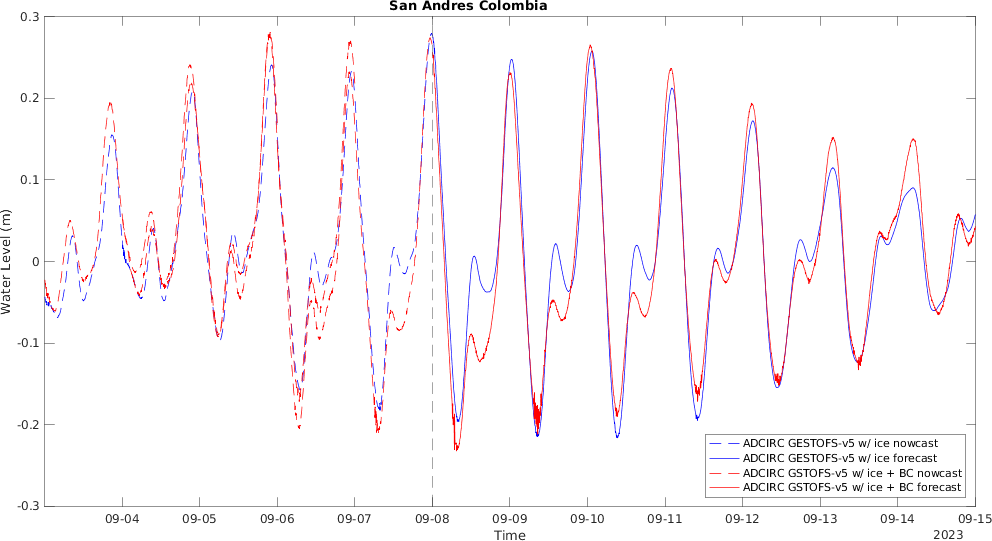 San Andres Colombia
Water Level (m)
0.3
0.2
0.1
0
-0.1
-0.2
-0.3
ADCIRC GESTOFS-v5 w/ ice nowcast
ADCIRC GESTOFS-v5 w/ ice forecast
ADCIRC GSTOFS-v5 w/ ice + BC nowcast
ADCIRC GSTOFS-v5 w/ ice + BC forecast
09-04 09-05 09-06 09-07 09-08 09-09 09-10 09-11 09-12 09-13 09-14 09-15
Time
2023